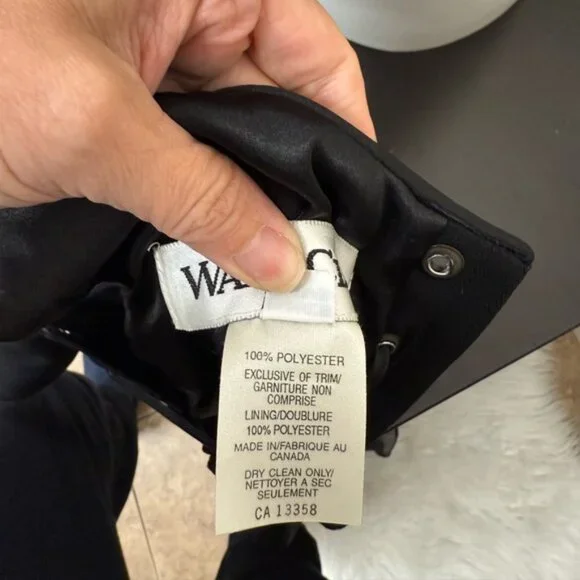 100% POLYESTER
EXCLUSIVE OF TRIM/
GARNITURE NON
COMPRISE
LINING/DOUBLURE
100% POLYESTER
MADE IN/FABRIQUE AU
CANADA
DRY CLEAN ONLY/
NETTOYER A SEC
SEULEMENT
CA 13358